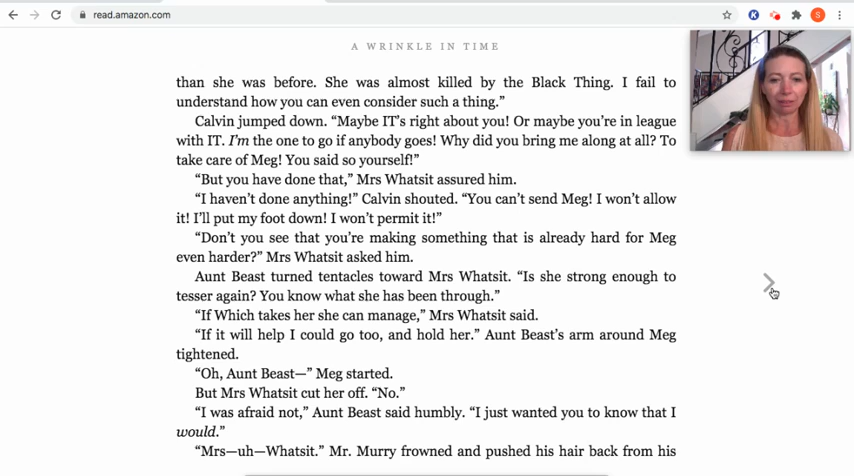 read.amazon.com
S
A WRINKLE IN TIME
than she was before. She was almost killed by the Black Thing. I fail to
understand how you can even consider such a thing.”
Calvin jumped down. “Maybe IT’s right about you! Or maybe you’re in league
with IT. I’m the one to go if anybody goes! Why did you bring me along at all? To
take care of Meg! You said so yourself!”
“But you have done that,” Mrs Whatsit assured him.
“I haven’t done anything!” Calvin shouted. “You can’t send Meg! I won’t allow
it! I’ll put my foot down! I won’t permit it!”
“Don’t you see that you’re making something that is already hard for Meg
even harder?” Mrs Whatsit asked him.
Aunt Beast turned tentacles toward Mrs Whatsit. “Is she strong enough to
tesser again? You know what she has been through.”
“If Which takes her she can manage,” Mrs Whatsit said.
“If it will help I could go too, and hold her.” Aunt Beast’s arm around Meg
tightened.
“Oh, Aunt Beast—” Meg started.
But Mrs Whatsit cut her off. “No.”
“I was afraid not,” Aunt Beast said humbly. “I just wanted you to know that I
would.”
“Mrs—uh—Whatsit.” Mr. Murry frowned and pushed his hair back from his